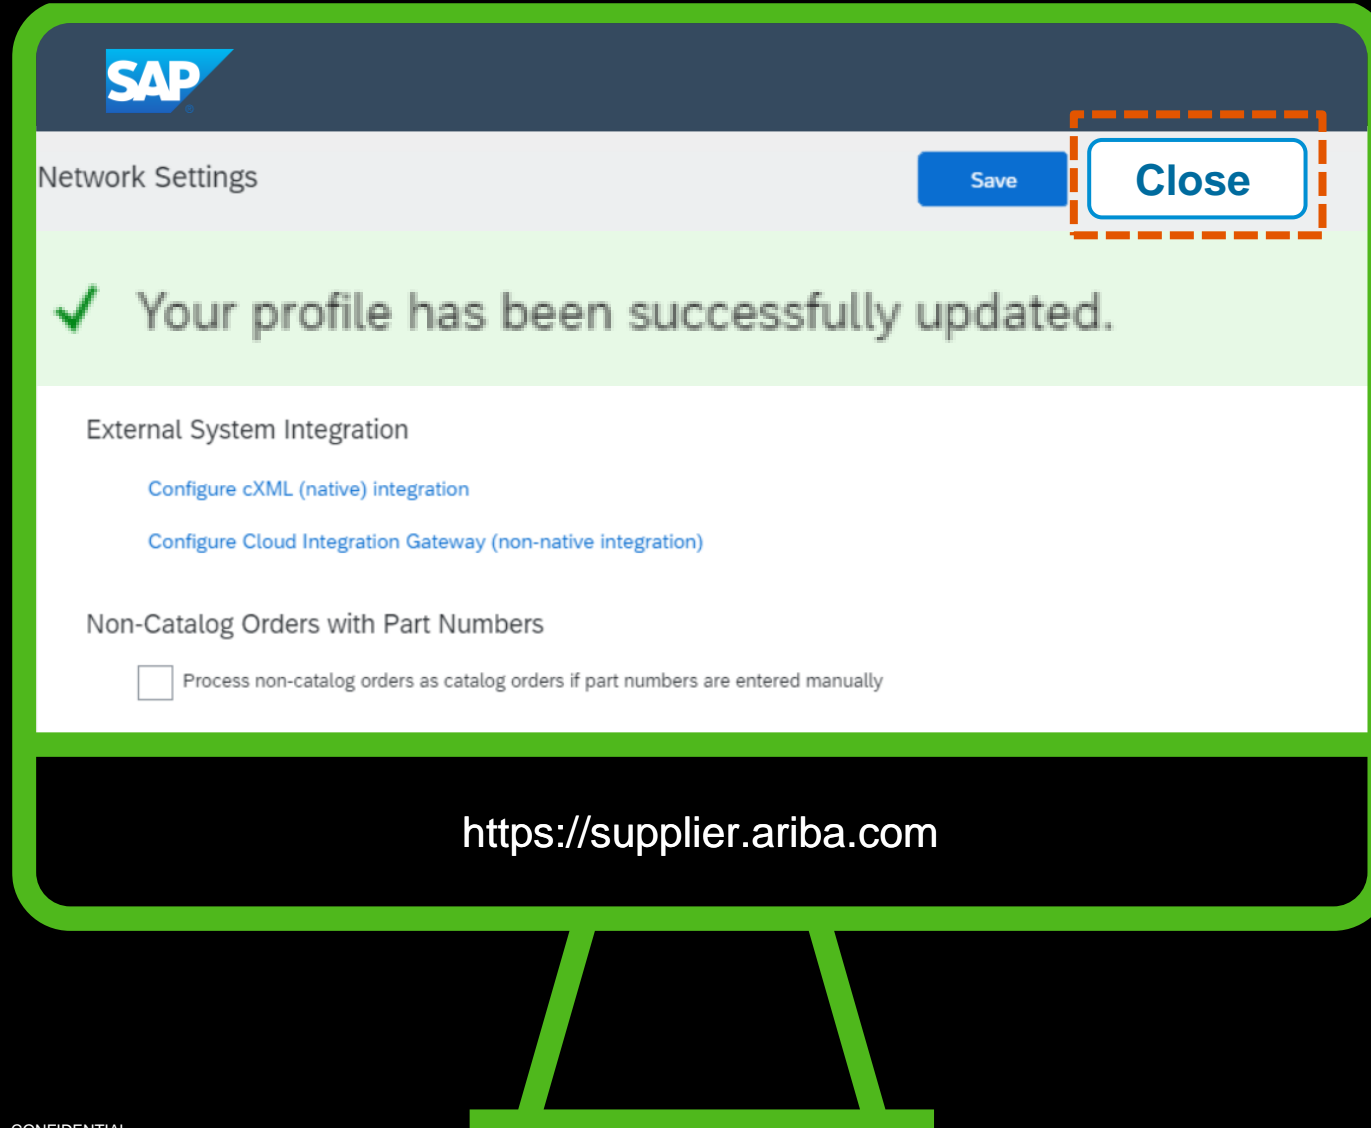 SAP
Network Settings
Save
Close
Your profile has been successfully updated.
External System Integration
Configure cXML (native) integration
Configure Cloud Integration Gateway (non-native integration)
Non-Catalog Orders with Part Numbers
Process non-catalog orders as catalog orders if part numbers are entered manually
https://supplier.ariba.com
CONFIDENTIAL